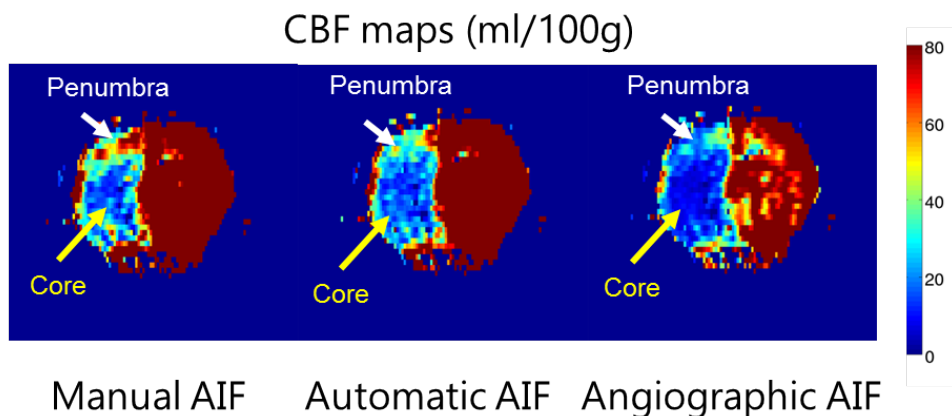 CBF maps (ml/100g)
Penumbra
Penumbra
Penumbra
Core
Core
Core
80
60
40
20
0
Manual AIF
Automatic AIF
Angiographic AIF